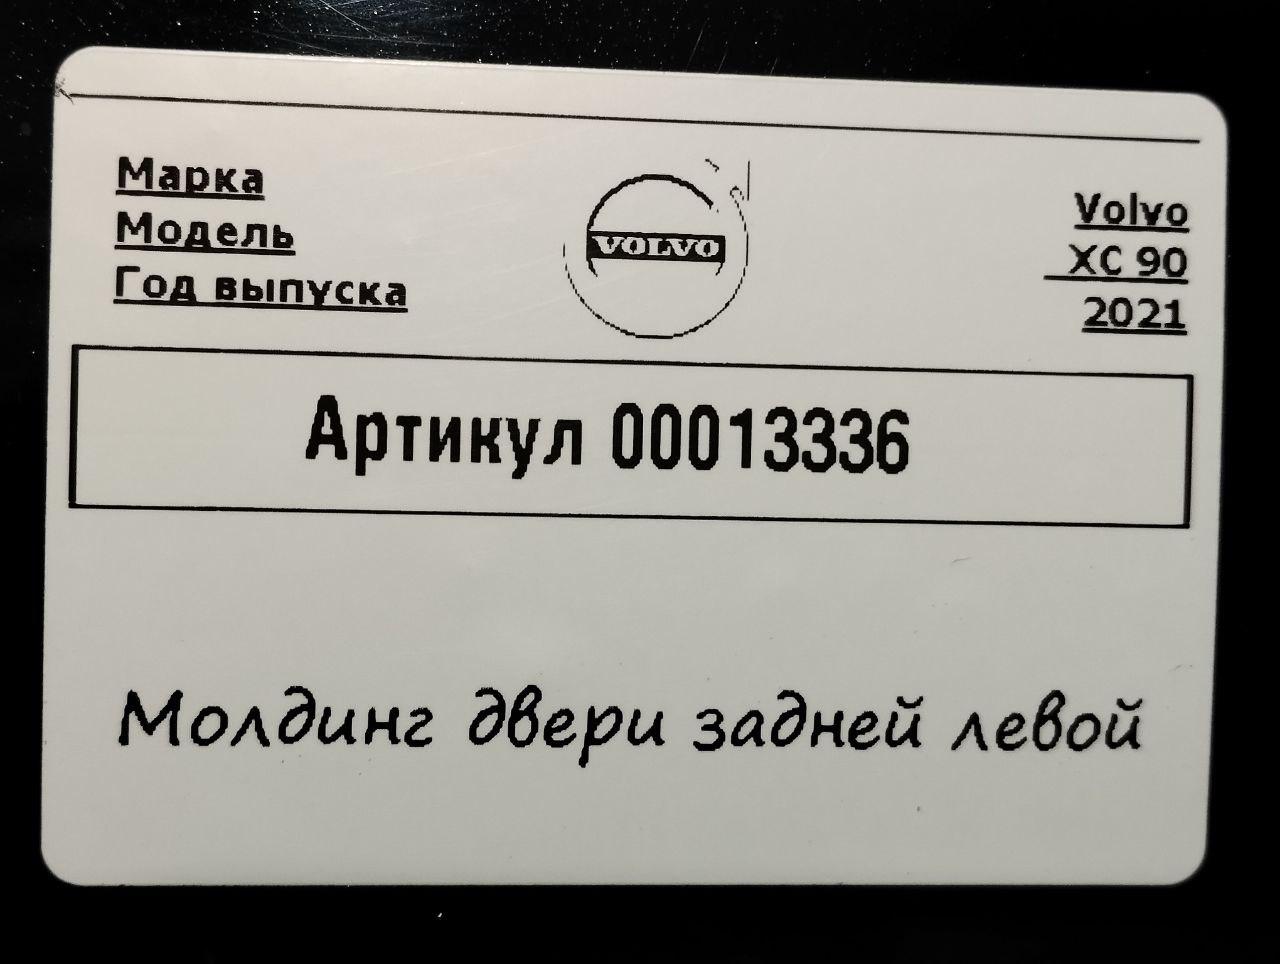 Марка
Модель
Год выпуска
VOLVO
Volvo
XC 90
2021
Артикул 00013336
Молдинг двери задней левой